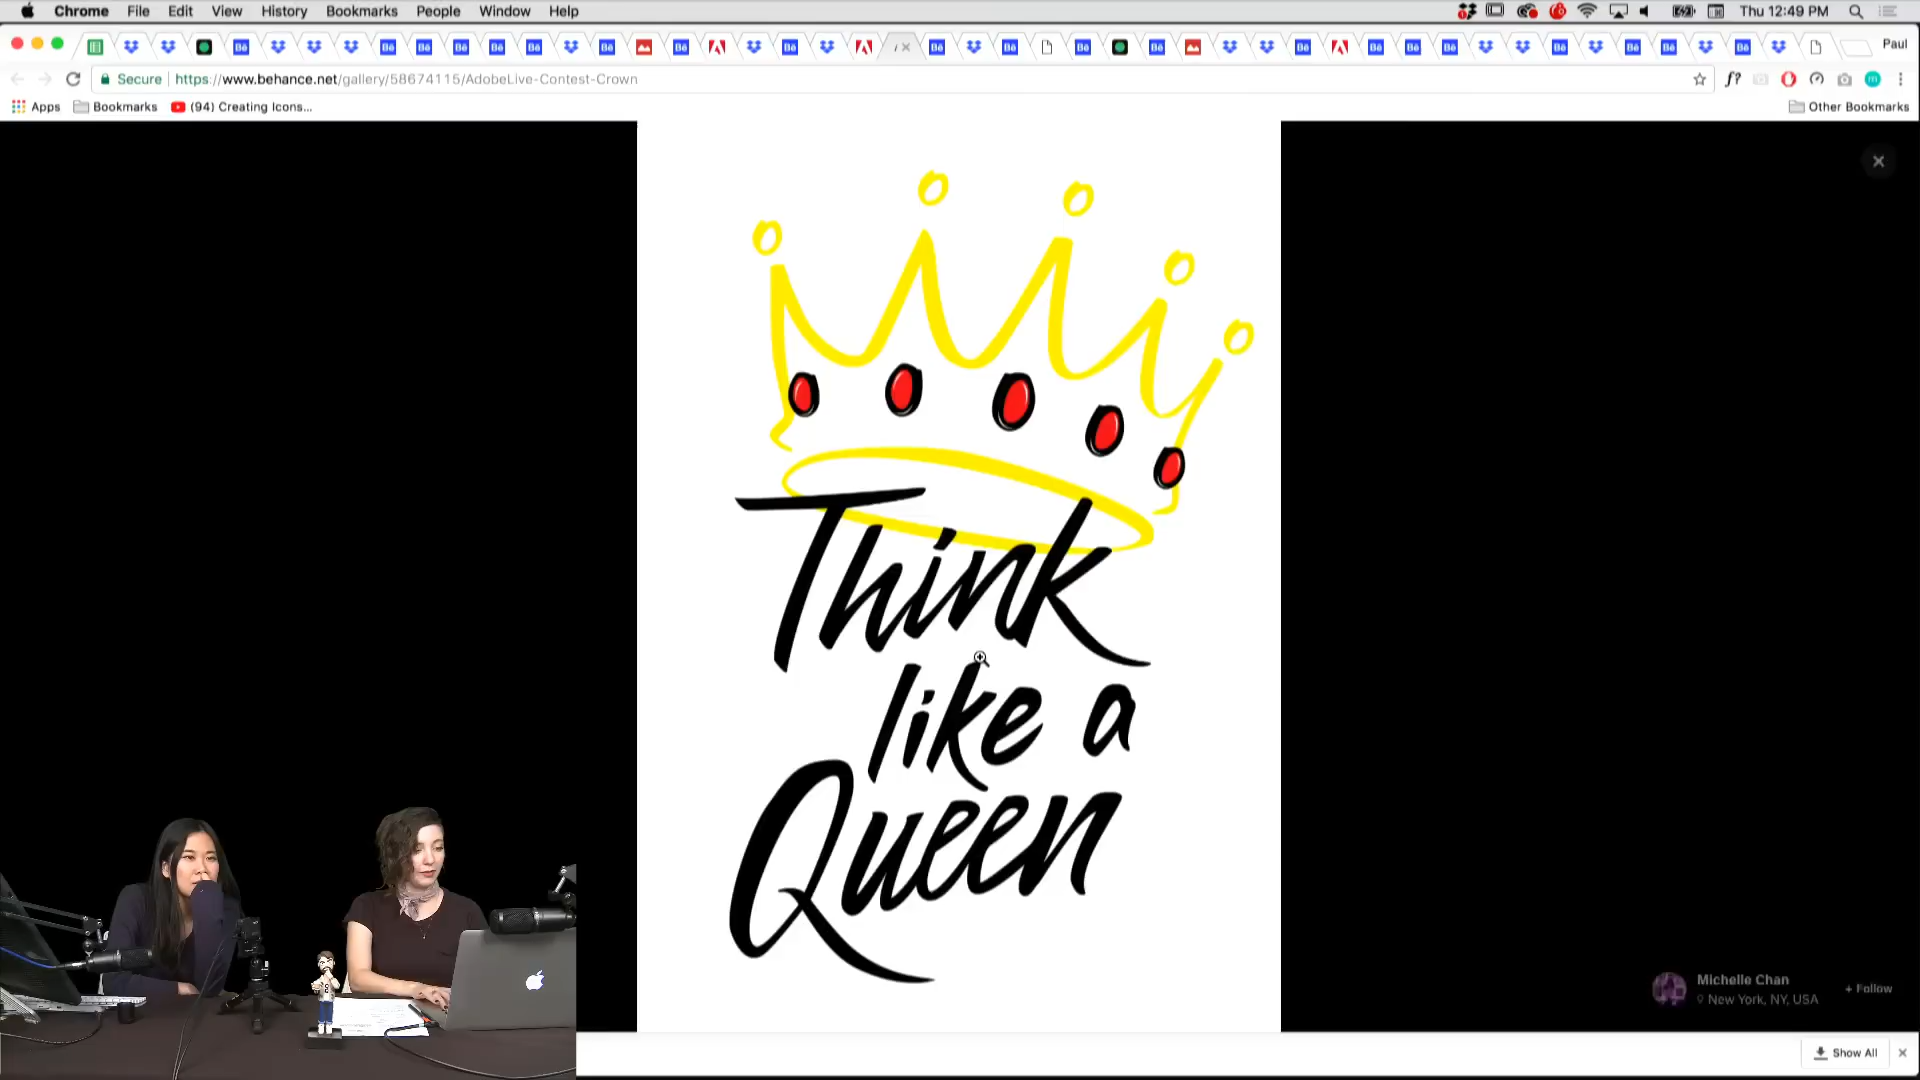 Chrome File Edit View History Bookmarks People Window Help Thu 12:49 PM
Paul
Secure https://www.behance.net/gallery/58674115/AdobeLive-Contest-Crown
Apps Bookmarks (94) Creating Icons... Other Bookmarks
Think
like a
Queen
Michelle Chan
New York, NY, USA
+ Follow
Show All